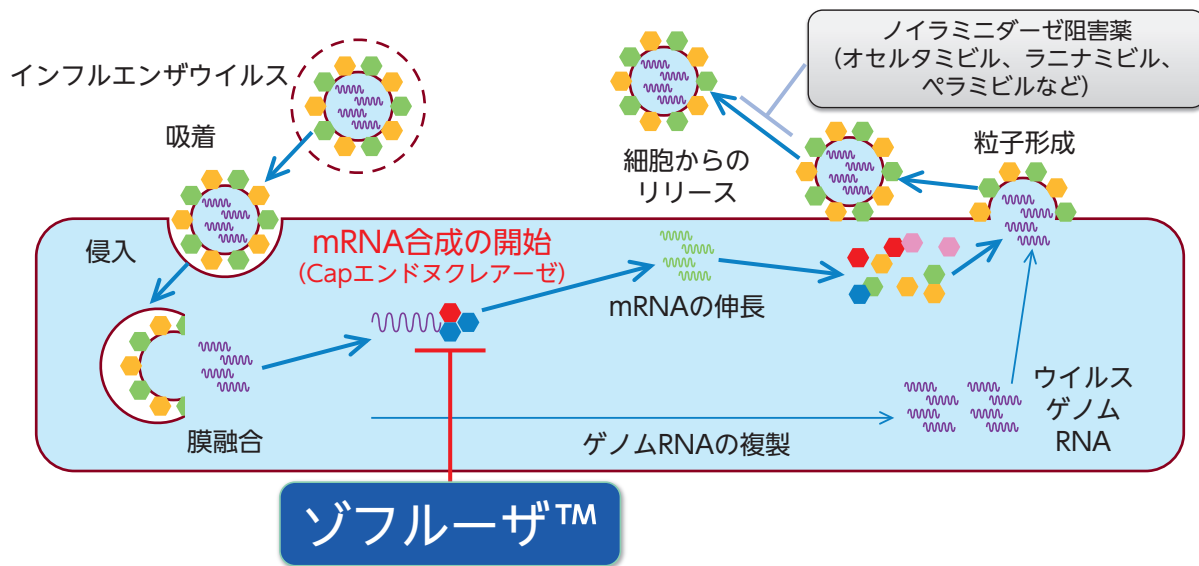 インフルエンザウイルス
吸着
侵入
膜融合
mRNA合成の開始
(Capエンドヌクレアーゼ)
mRNAの伸長
ゲノムRNAの複製
ウイルス
ゲノム
RNA
粒子形成
細胞からの
リリース
ノイラミニダーゼ阻害薬
(オセルタミビル、ラニナミビル、
ペラミビルなど)
ゾフルーザ™